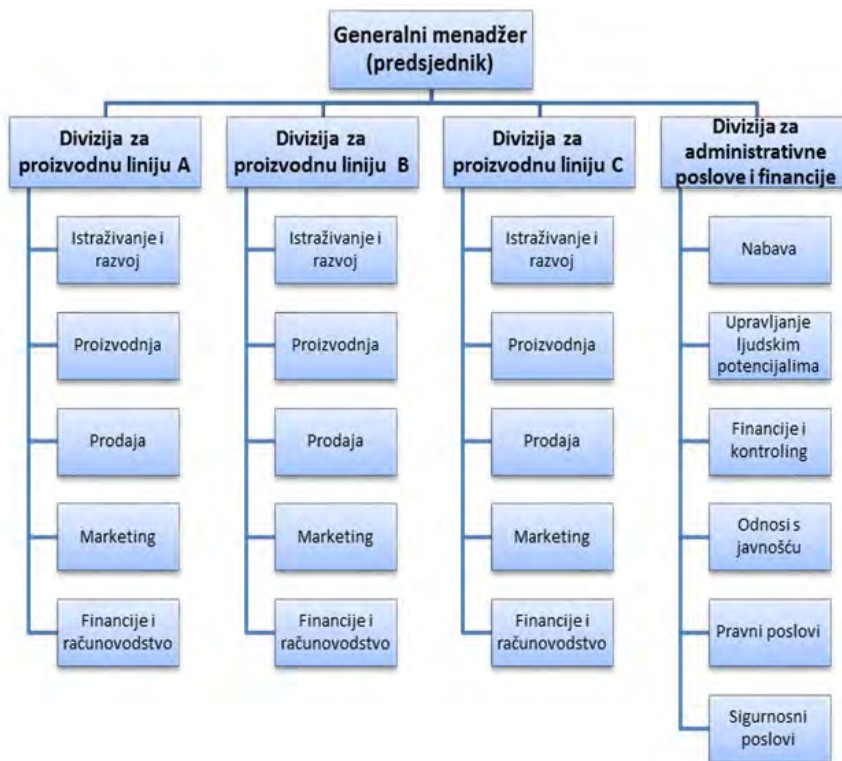 Generalni menadžer
(predsjednik)
Divizija za
proizvodnu liniju A
Divizija za
proizvodnu liniju B
Divizija za
proizvodnu liniju C
Divizija za
administrativne
poslove i financije
Istraživanje i
razvoj
Proizvodnja
Prodaja
Marketing
Financije i
računovodstvo
Istraživanje i
razvoj
Proizvodnja
Prodaja
Marketing
Financije i
računovodstvo
Istraživanje i
razvoj
Proizvodnja
Prodaja
Marketing
Financije i
računovodstvo
Nabava
Upravljanje
ljudskim
potencijalima
Financije i
kontroling
Odnosi s
javnošću
Pravni poslovi
Sigurnosni
poslovi